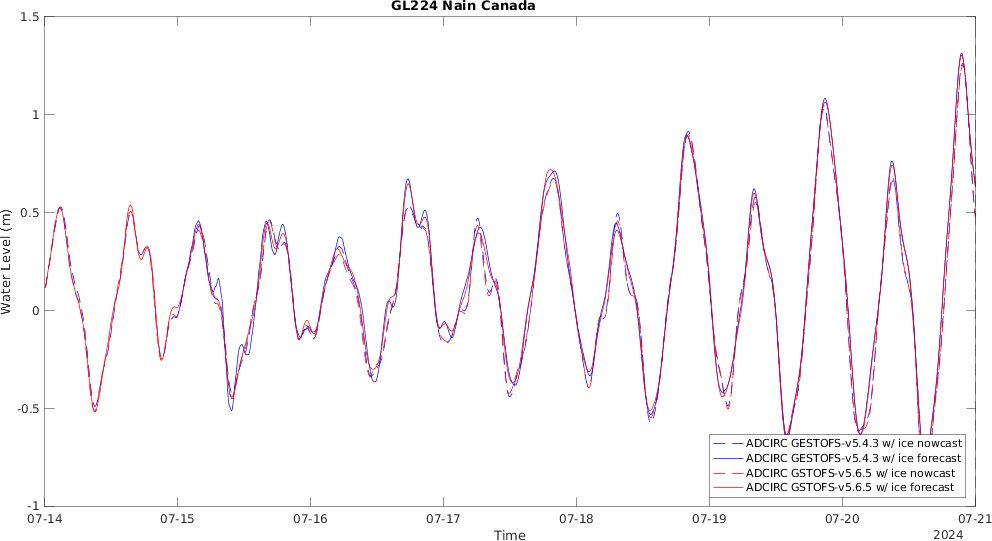 GL224 Nain Canada
1.5
1
0.5
0
-0.5
-1
Water Level (m)
07-14
07-15
07-16
07-17
07-18
07-19
07-20
07-21
Time
2024
ADCIRC GESTOFS-v5.4.3 w/ ice nowcast
ADCIRC GESTOFS-v5.4.3 w/ ice forecast
ADCIRC GSTOFS-v5.6.5 w/ ice nowcast
ADCIRC GSTOFS-v5.6.5 w/ ice forecast